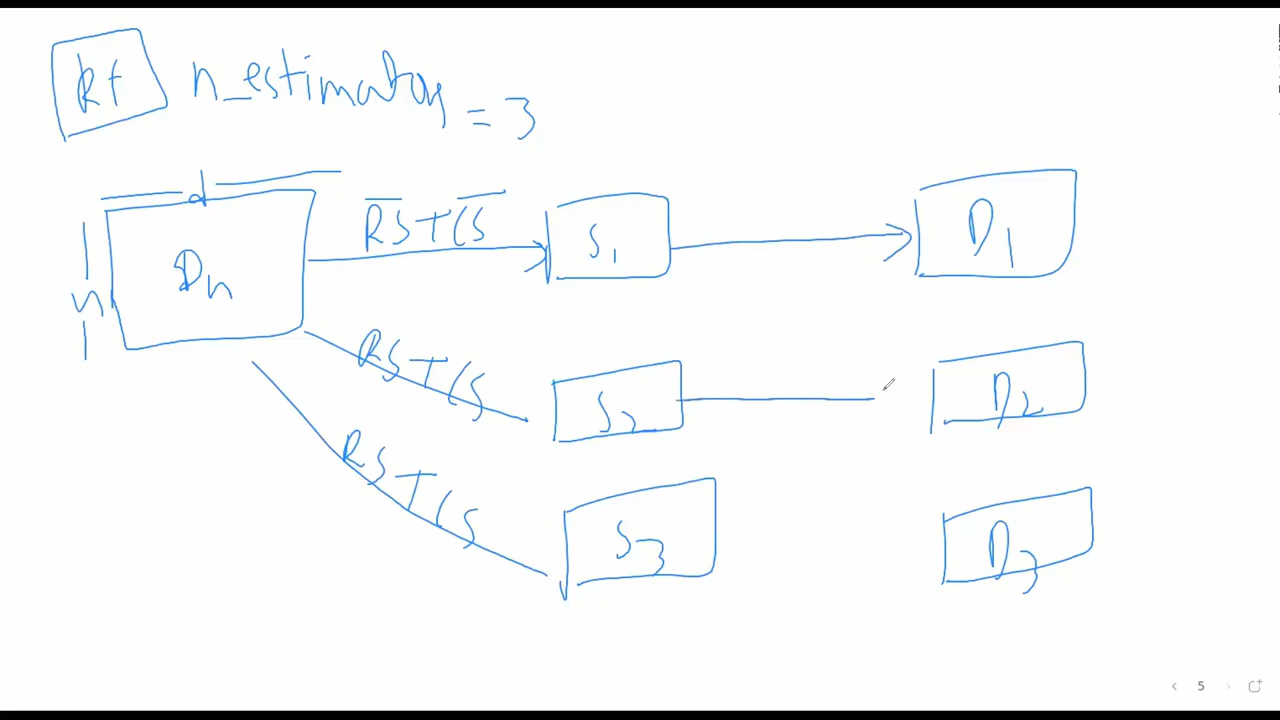 Rf n_estimators = 3
d
n
Dn
RS + CS
S1
D1
RS + CS
S2
D2
RS + CS
S3
D3
5